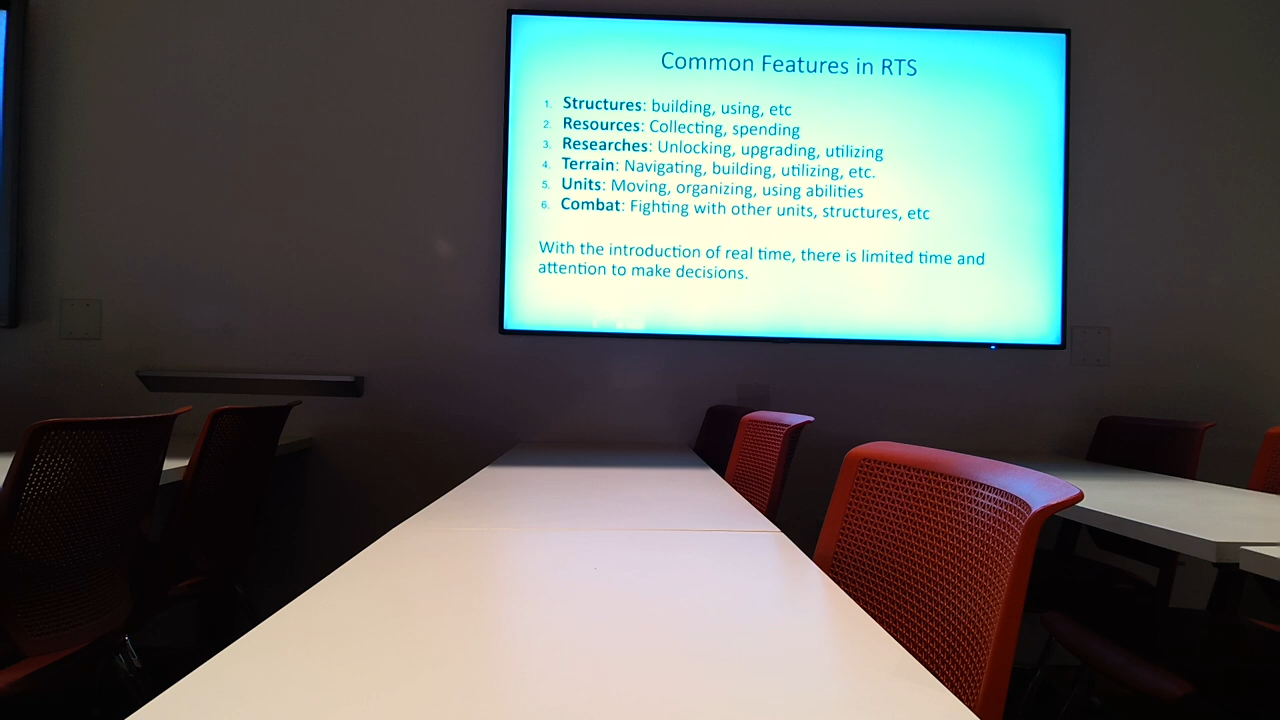 Common Features in RTS
1. Structures: building, using, etc
2. Resources: Collecting, spending
3. Researches: Unlocking, upgrading, utilizing
4. Terrain: Navigating, building, utilizing, etc.
5. Units: Moving, organizing, using abilities
6. Combat: Fighting with other units, structures, etc
With the introduction of real time, there is limited time and
attention to make decisions.